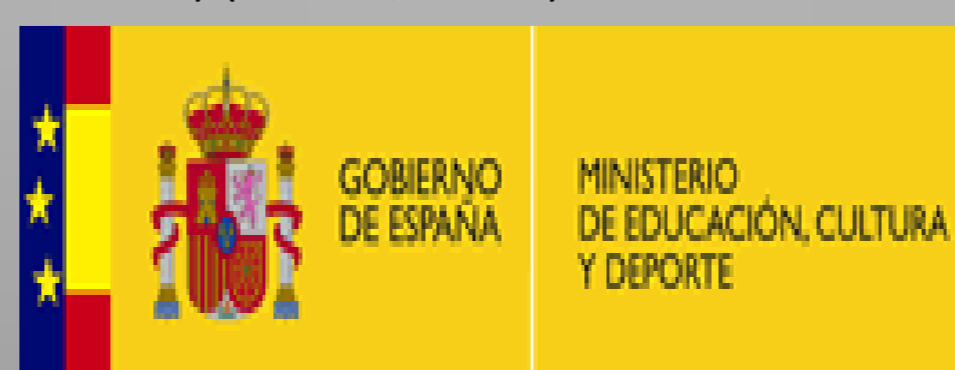 GOBIERNO
DE ESPAÑA
MINISTERIO
DE EDUCACIÓN, CULTURA
Y DEPORTE